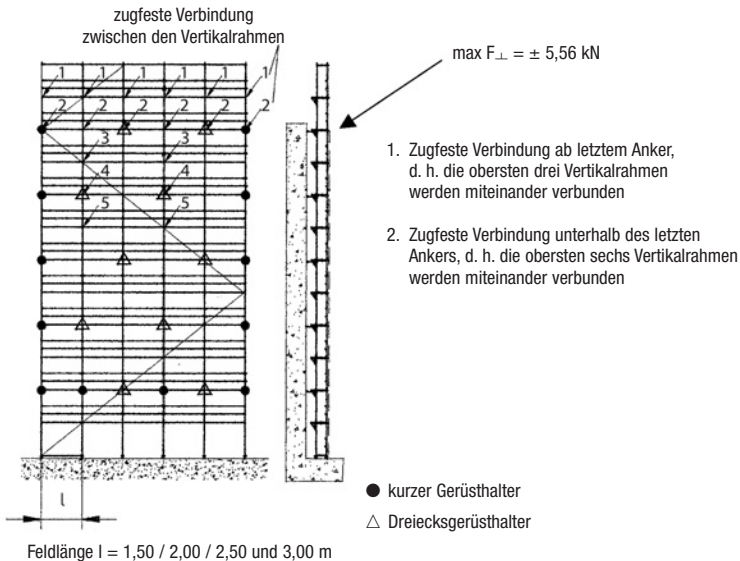 zugfeste Verbindung
zwischen den Vertikalrahmen
max F⊥ = ± 5,56 kN
1 1 1 1 1 1
2 2 2 2 2 2
3 3
4 4
5 5
1. Zugfeste Verbindung ab letztem Anker,
d. h. die obersten drei Vertikalrahmen
werden miteinander verbunden
2. Zugfeste Verbindung unterhalb des letzten
Ankers, d. h. die obersten sechs Vertikalrahmen
werden miteinander verbunden
l
● kurzer Gerüsthalter
△ Dreiecksgerüsthalter
Feldlänge l = 1,50 / 2,00 / 2,50 und 3,00 m